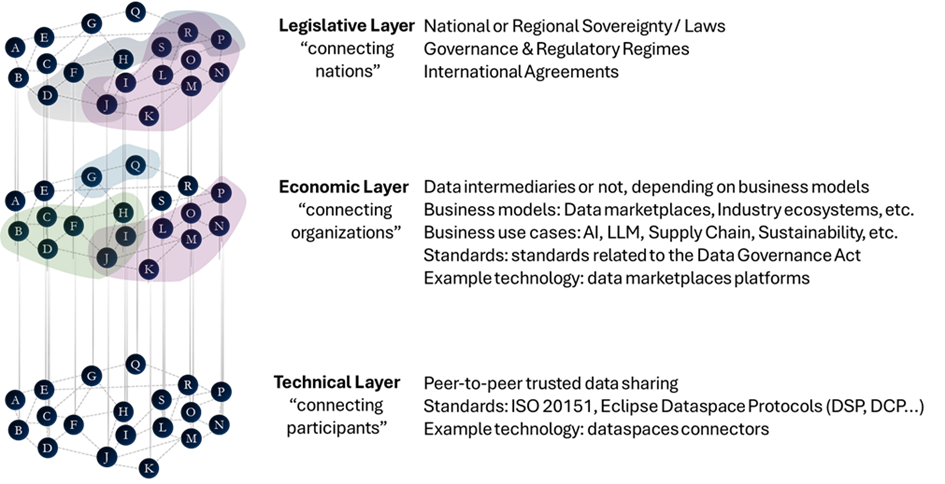 Legislative Layer
"connecting
nations"
National or Regional Sovereignty / Laws
Governance & Regulatory Regimes
International Agreements
Q
G
E
A
R
P
S
C
H
O
B
F
L
N
I
M
D
J
K
Economic Layer
"connecting
organizations"
Data intermediaries or not, depending on business models
Business models: Data marketplaces, Industry ecosystems, etc.
Business use cases: AI, LLM, Supply Chain, Sustainability, etc.
Standards: standards related to the Data Governance Act
Example technology: data marketplaces platforms
Q
G
E
R
P
A
S
C
H
O
B
F
L
N
I
M
D
J
K
Technical Layer
"connecting
participants"
Peer-to-peer trusted data sharing
Standards: ISO 20151, Eclipse Dataspace Protocols (DSP, DCP...)
Example technology: dataspaces connectors
Q
G
E
R
P
A
S
C
H
O
B
F
L
N
I
M
D
J
K